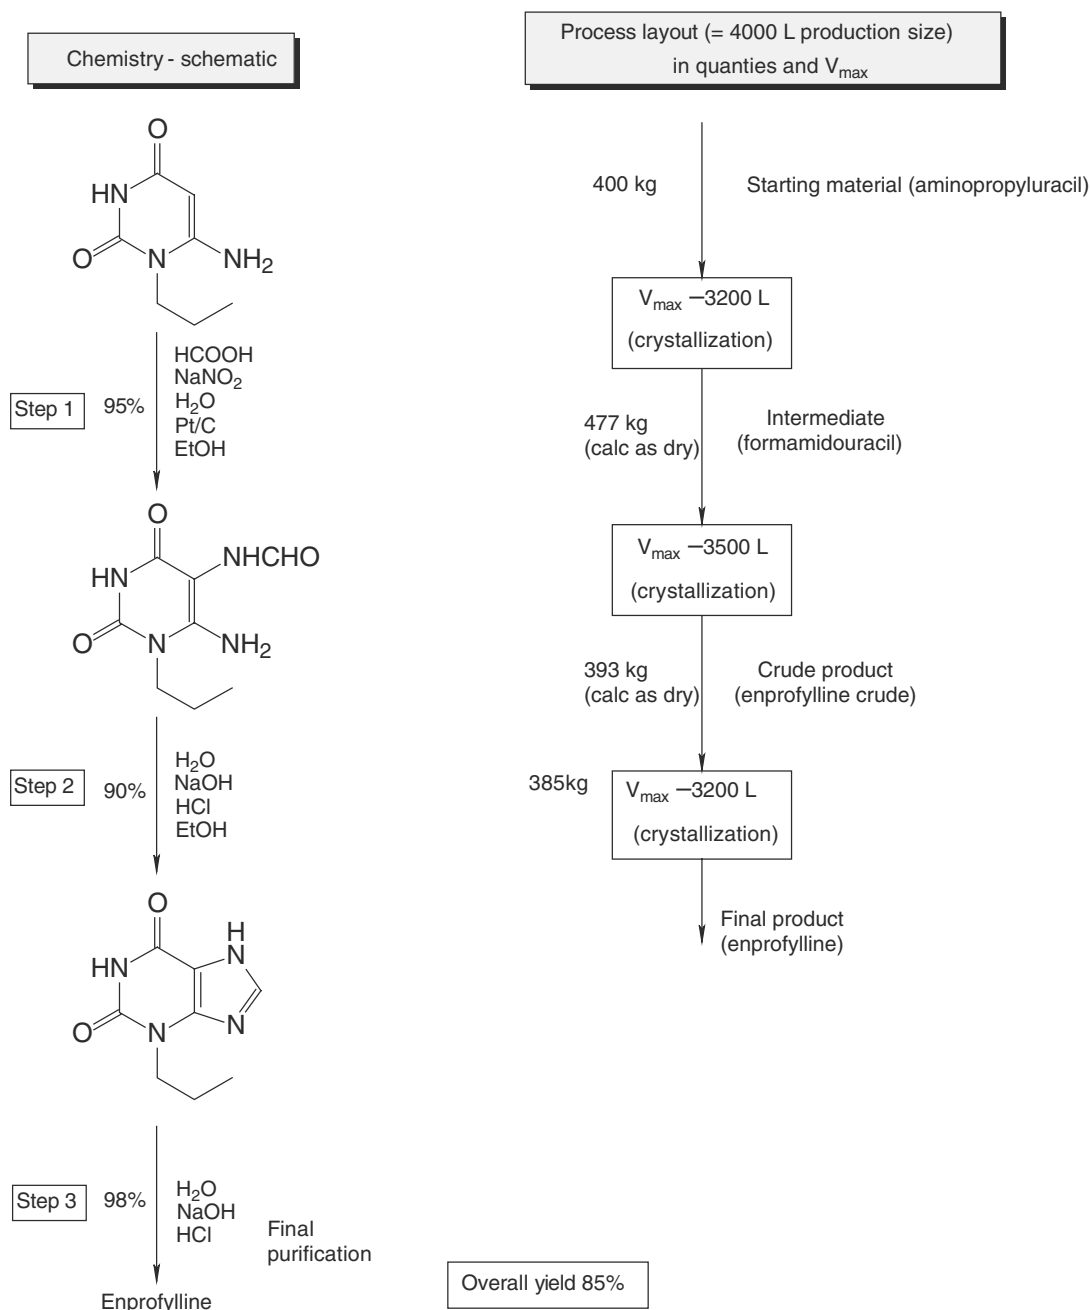 Chemistry - schematic
O
HN
O
N
NH2
Step 1
95%
HCOOH
NaNO2
H2O
Pt/C
EtOH
O
NHCHO
HN
O
N
NH2
Step 2
90%
H2O
NaOH
HCl
EtOH
O
H
N
HN
O
N
N
Step 3
98%
H2O
NaOH
HCl
Final
purification
Enprofylline
Process layout (= 4000 L production size)
in quanties and Vmax
400 kg
Starting material (aminopropyluracil)
Vmax –3200 L
(crystallization)
477 kg
(calc as dry)
Intermediate
(formamidouracil)
Vmax –3500 L
(crystallization)
393 kg
(calc as dry)
Crude product
(enprofylline crude)
385kg
Vmax –3200 L
(crystallization)
Final product
(enprofylline)
Overall yield 85%